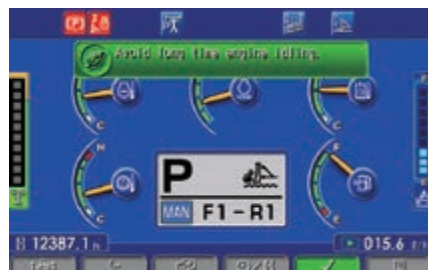 (P)
Avoid long time engine idling.
C
C
H
C
F
E
P
MAN F1-R1
12387.1 h
015.6